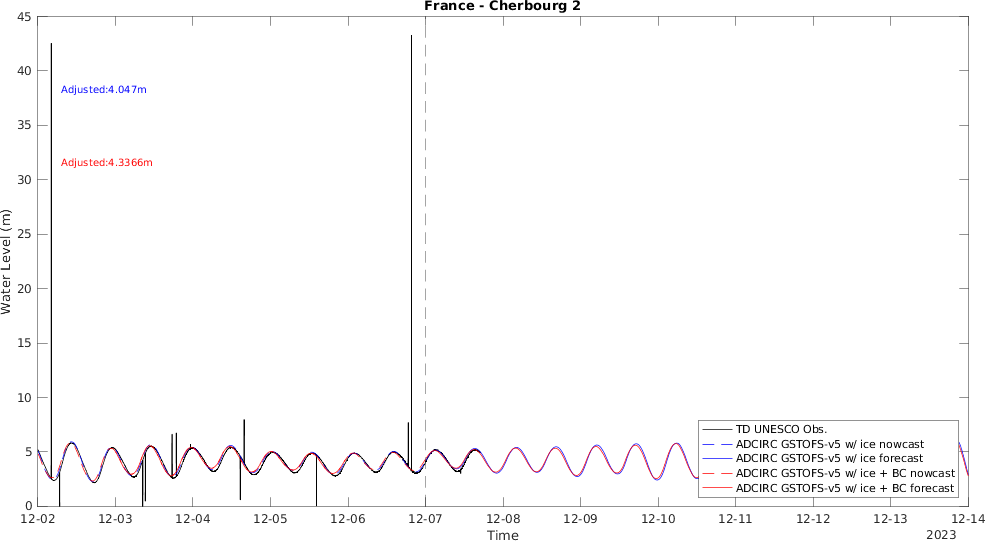 France - Cherbourg 2
45
40
35
30
25
20
15
10
5
0
Water Level (m)
Adjusted:4.047m
Adjusted:4.3366m
TD UNESCO Obs.
ADCIRC GSTOFS-v5 w/ ice nowcast
ADCIRC GSTOFS-v5 w/ ice forecast
ADCIRC GSTOFS-v5 w/ ice + BC nowcast
ADCIRC GSTOFS-v5 w/ ice + BC forecast
12-02 12-03 12-04 12-05 12-06 12-07 12-08 12-09 12-10 12-11 12-12 12-13 12-14
Time
2023